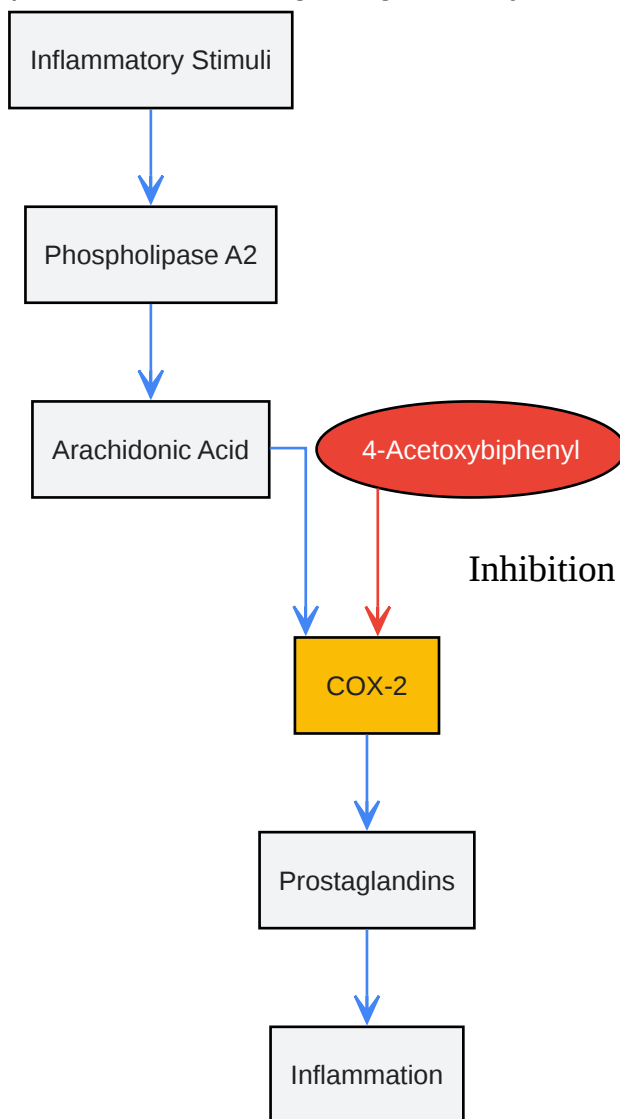 Inflammatory Stimuli
Phospholipase A2
Arachidonic Acid
4-Acetoxybiphenyl
Inhibition
COX-2
Prostaglandins
Inflammation